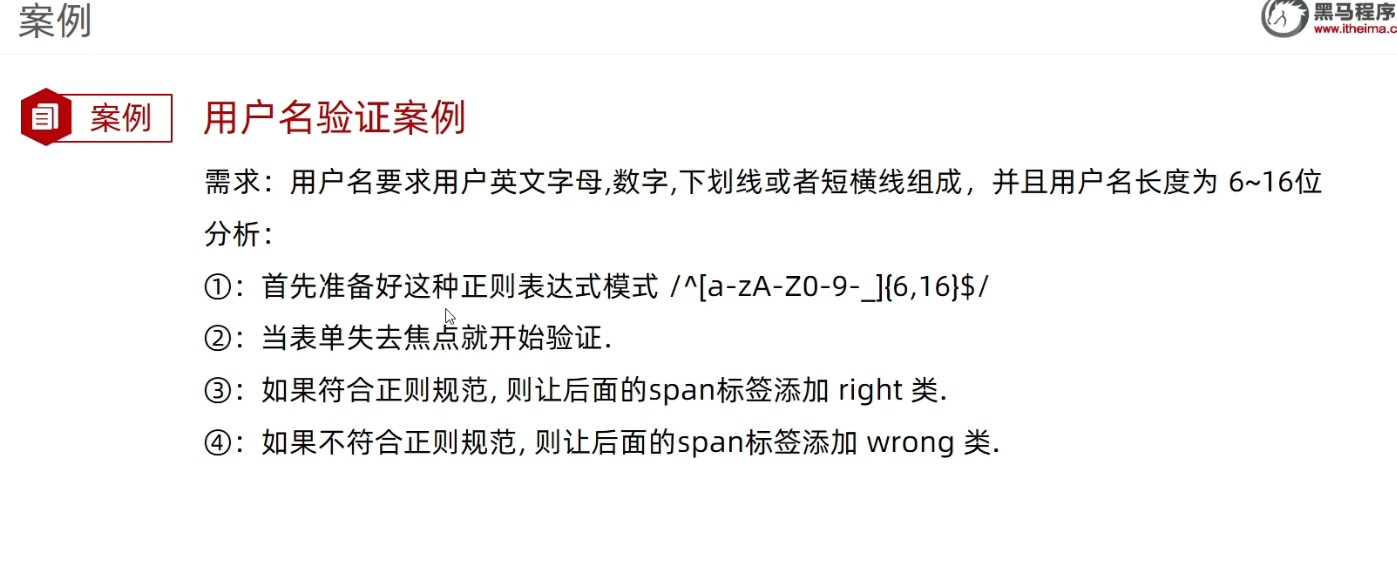 案例
黑马程序
www.itheima.c
案例
用户名验证案例
需求：用户名要求用户英文字母,数字,下划线或者短横线组成，并且用户名长度为 6~16位
分析：
①：首先准备好这种正则表达式模式 /^[a-zA-Z0-9-_]{6,16}$/
②：当表单失去焦点就开始验证.
③：如果符合正则规范, 则让后面的span标签添加 right 类.
④：如果不符合正则规范, 则让后面的span标签添加 wrong 类.